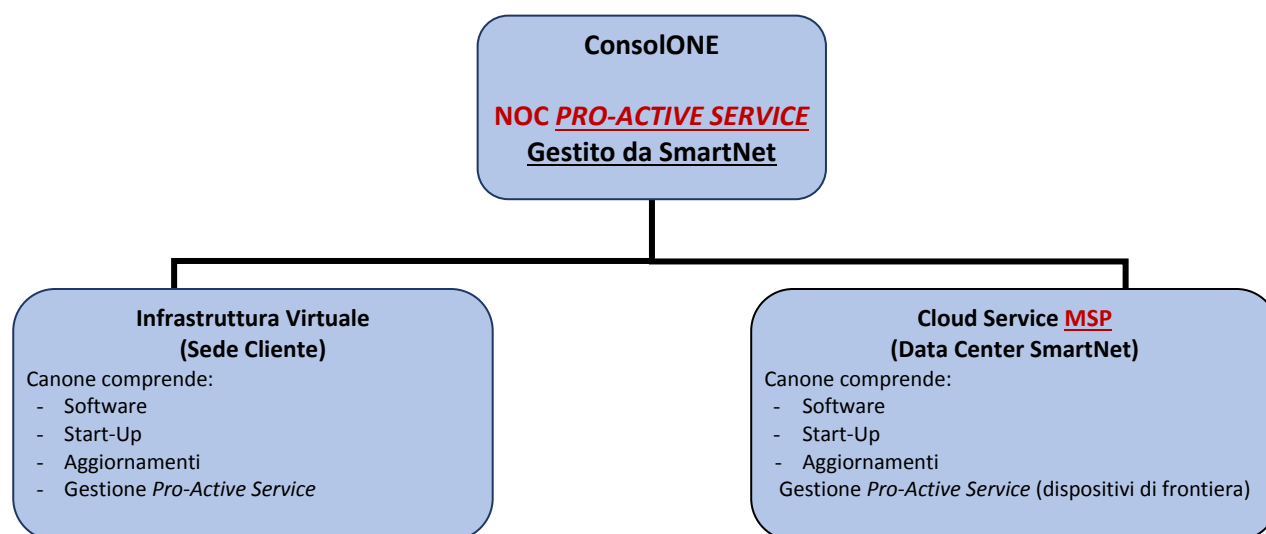 ConsolONE
NOC PRO-ACTIVE SERVICE
Gestito da SmartNet
Infrastruttura Virtuale
(Sede Cliente)
Canone comprende:
- Software
- Start-Up
- Aggiornamenti
- Gestione Pro-Active Service
Cloud Service MSP
(Data Center SmartNet)
Canone comprende:
- Software
- Start-Up
- Aggiornamenti
Gestione Pro-Active Service (dispositivi di frontiera)